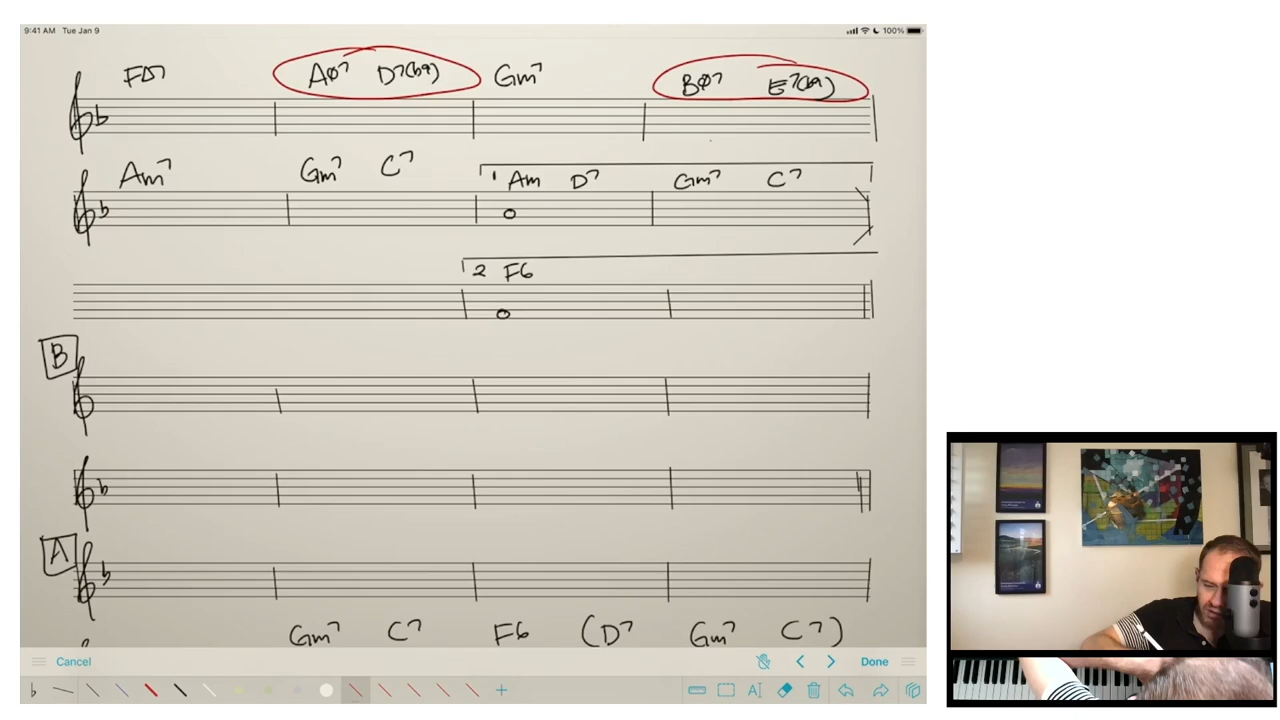 9:41 AM Tue Jan 9 100%
FΔ7 Aø7 D7(b9) Gm7 Bø7 E7(b9)
Am7 Gm7 C7 1 Am D7 Gm7 C7
2 F6
B
A
Gm7 C7 F6 (D7 Gm7 C7)
Cancel Done